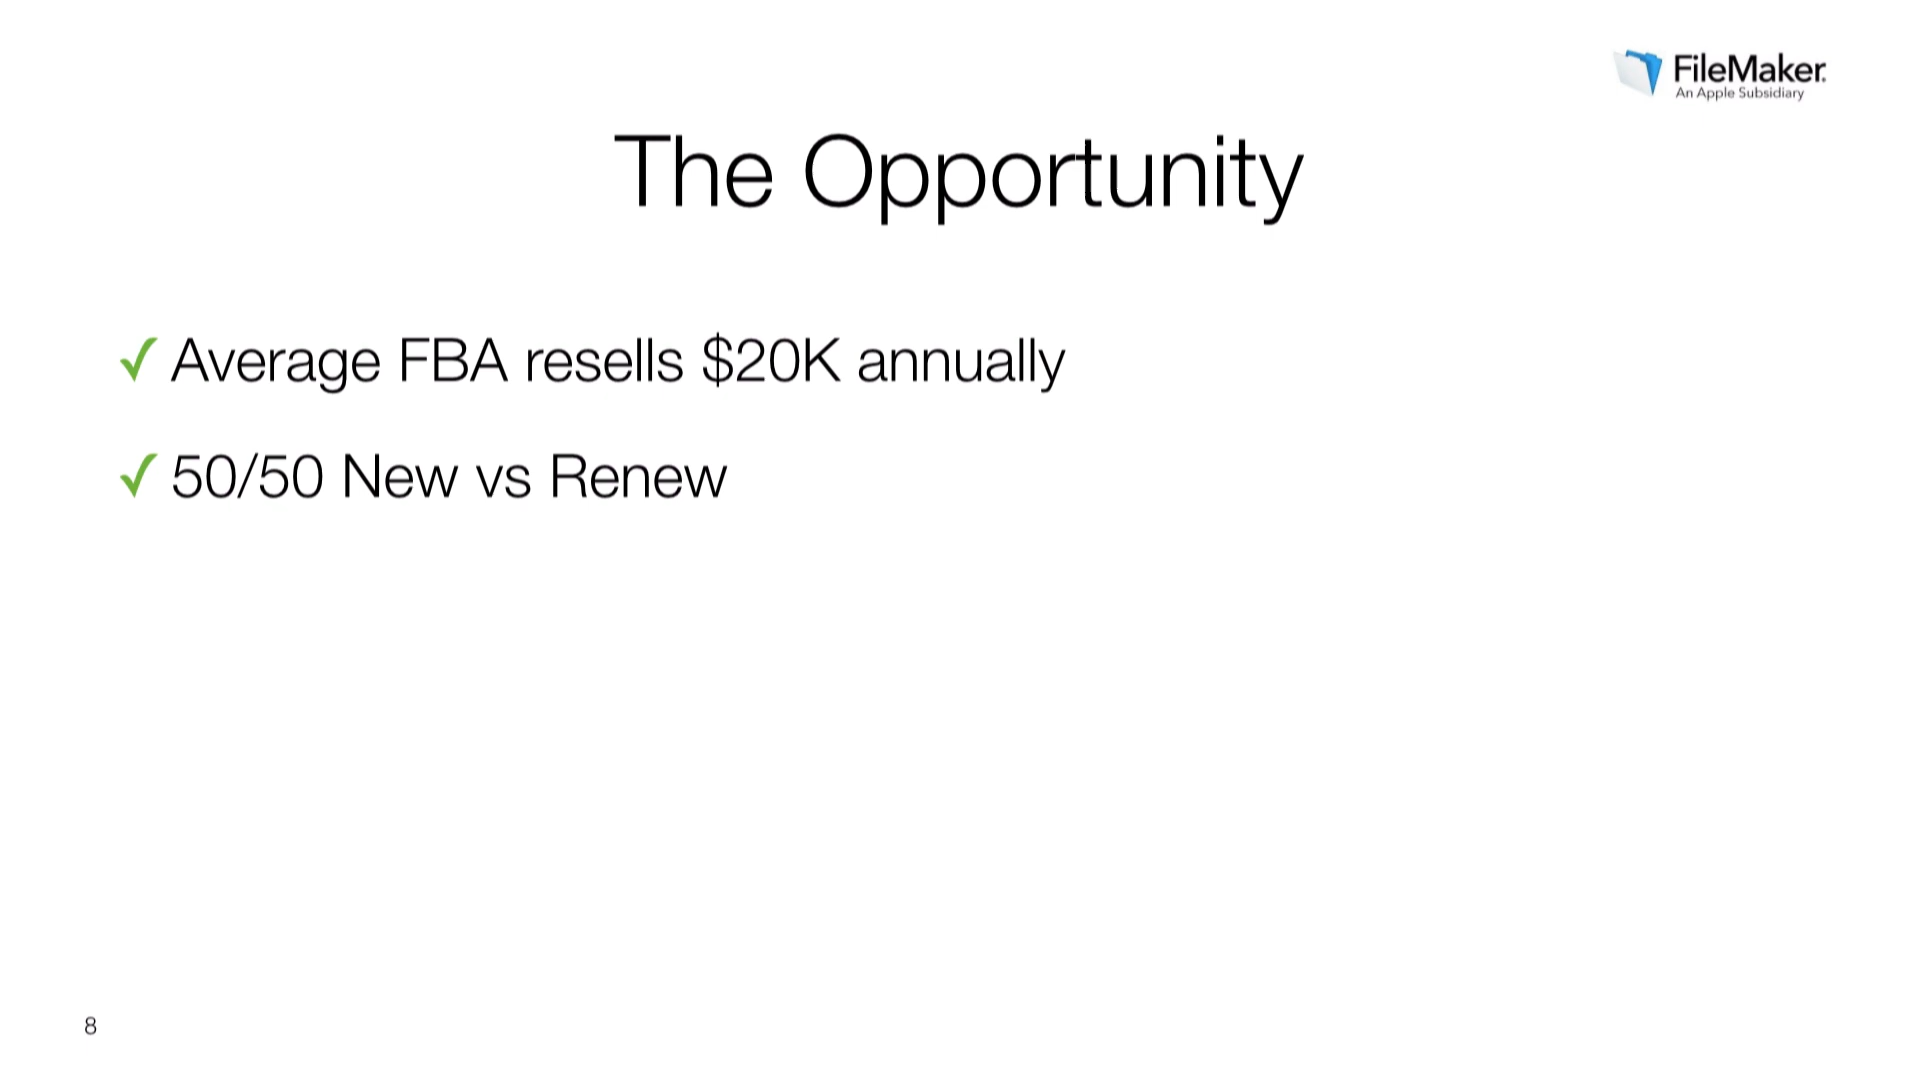 FileMaker.
An Apple Subsidiary
The Opportunity
✓ Average FBA resells $20K annually
✓ 50/50 New vs Renew
8